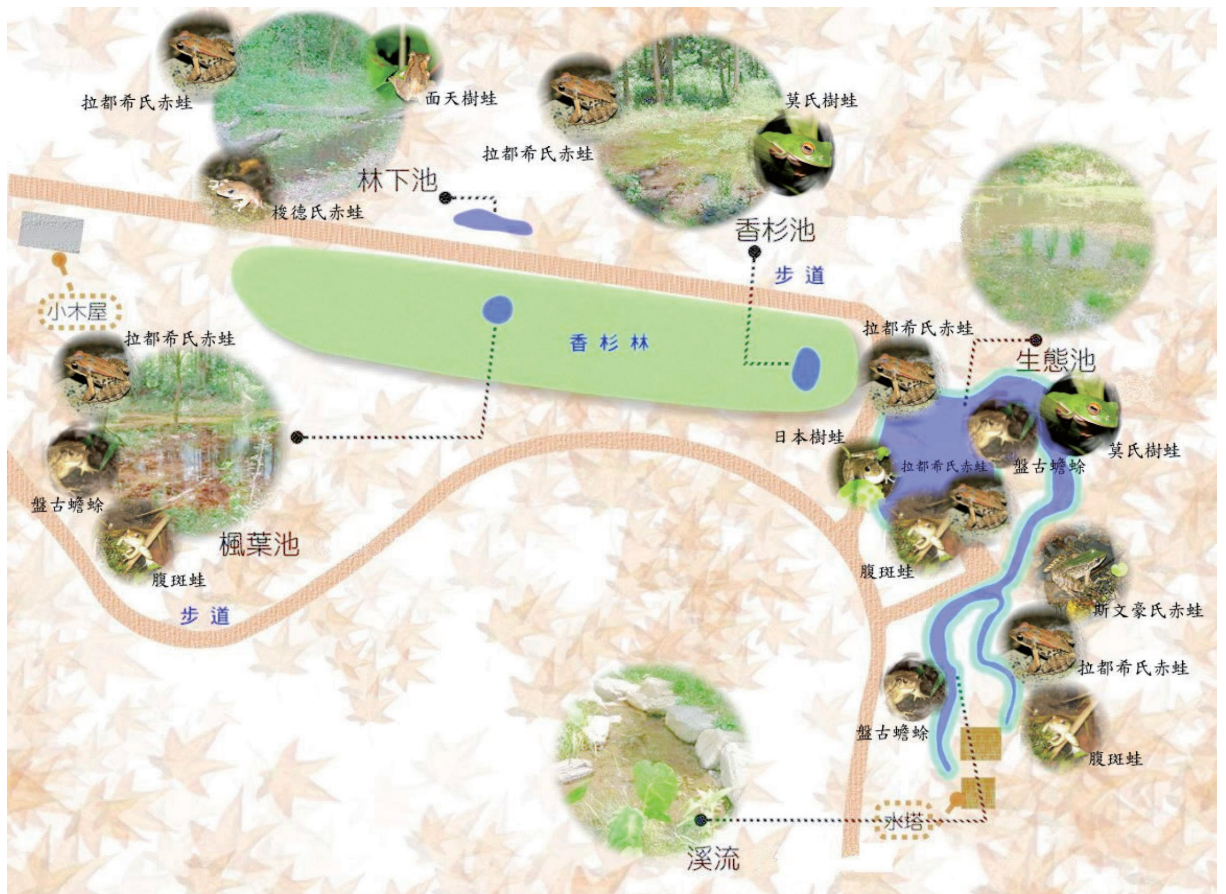 拉都希氏赤蛙
面天樹蛙
梭德氏赤蛙
林下池
拉都希氏赤蛙
莫氏樹蛙
香杉池
步道
小木屋
香杉林
拉都希氏赤蛙
盤古蟾蜍
腹斑蛙
楓葉池
步道
拉都希氏赤蛙
生態池
日本樹蛙
拉都希氏赤蛙
盤古蟾蜍
莫氏樹蛙
腹斑蛙
斯文豪氏赤蛙
拉都希氏赤蛙
盤古蟾蜍
腹斑蛙
水塔
溪流